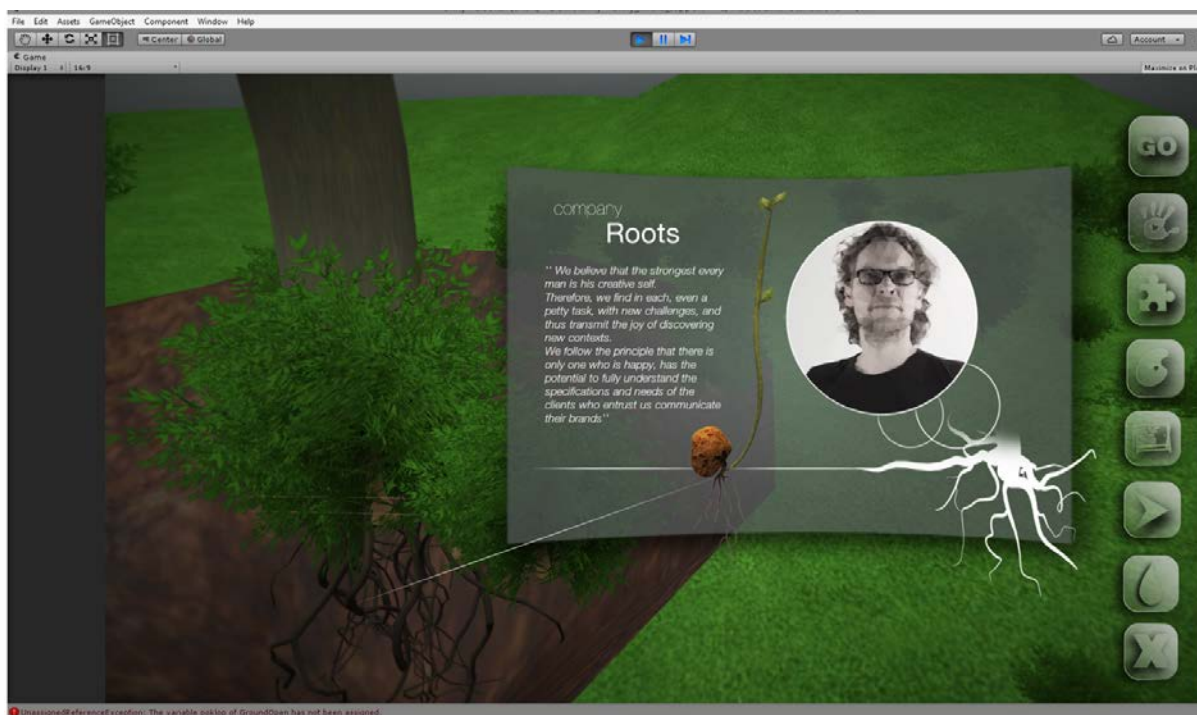 File Edit Assets GameObject Component Window Help
Center Global Account
Game
Display 1 16:9 Maximize on Pl
GO
company
Roots
" We believe that the strongest every
man is his creative self.
Therefore, we find in each, even a
petty task, with new challenges, and
thus transmit the joy of discovering
new contexts.
We follow the principle that there is
only one who is happy, has the
potential to fully understand the
specifications and needs of the
clients who entrust us communicate
their brands"
X
UnassignedReferenceException: The variable of GroundOpen has not been assigned.